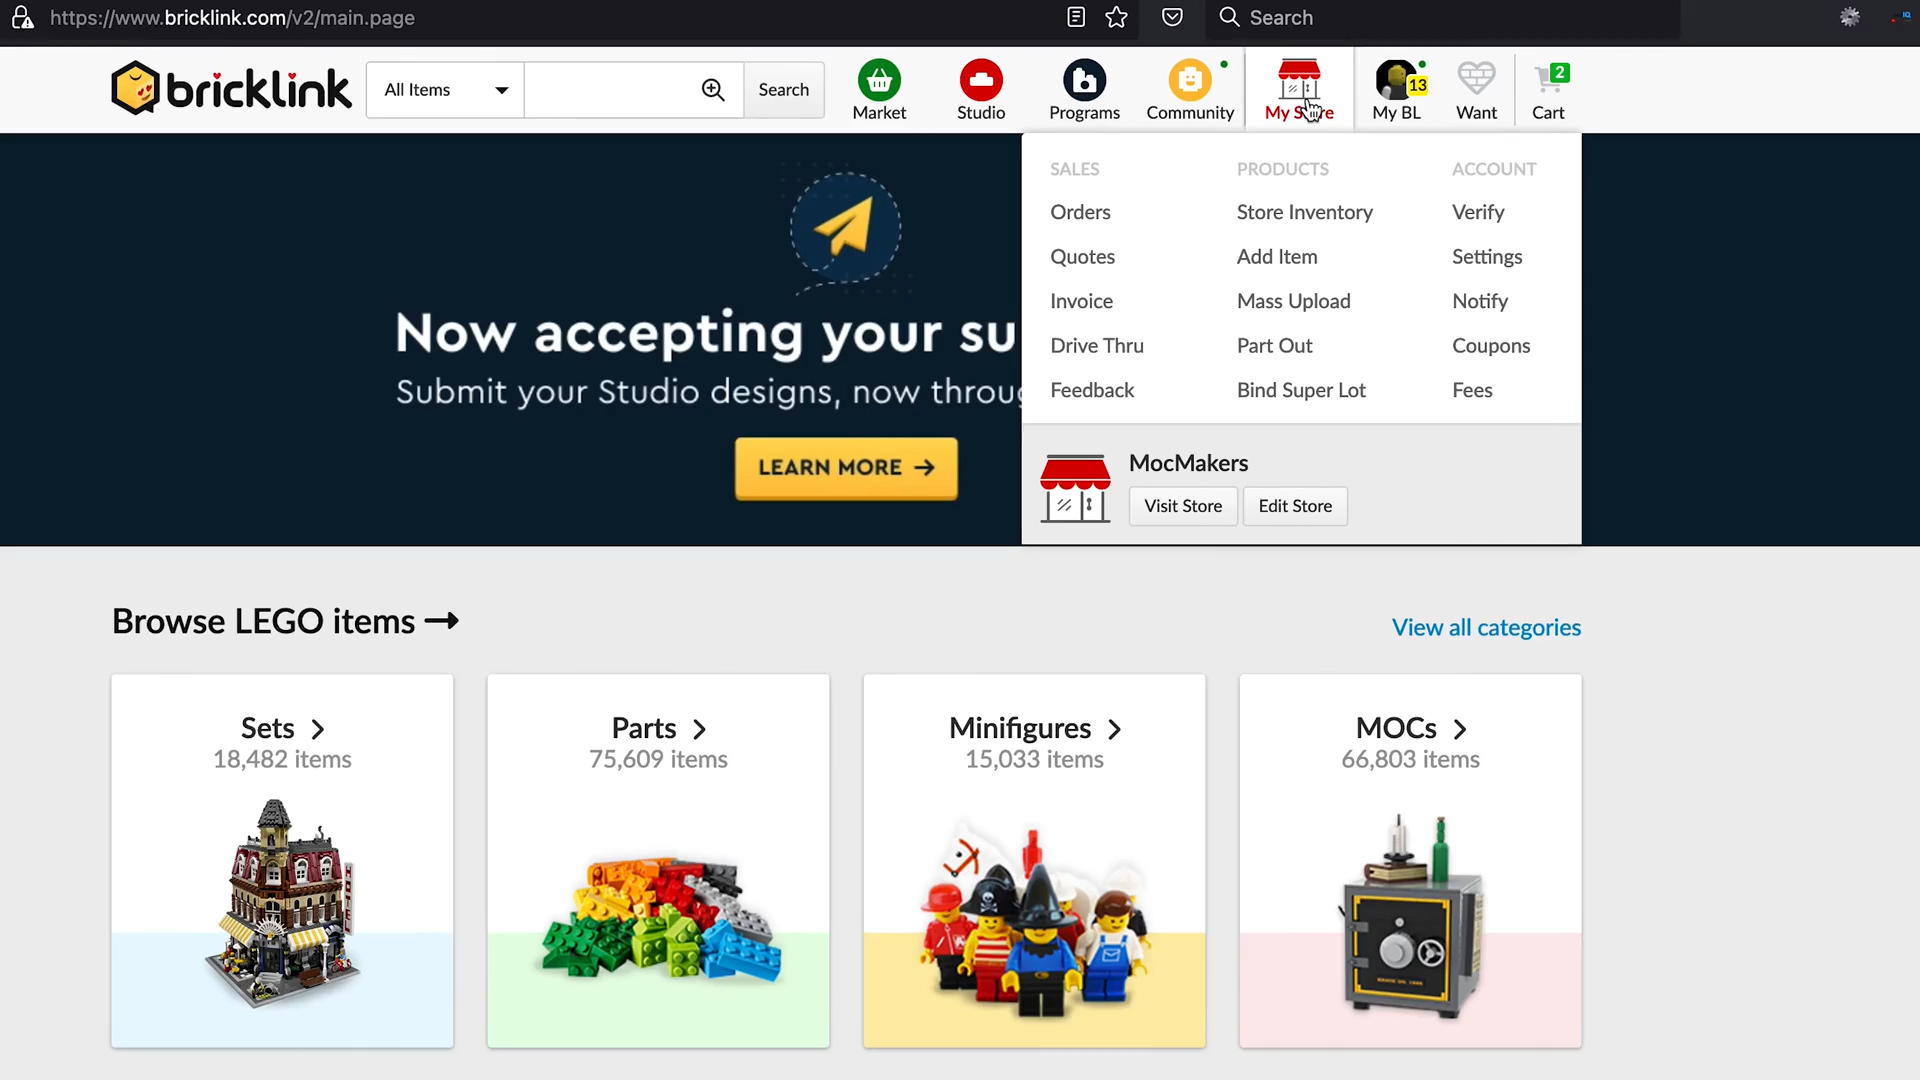 https://www.bricklink.com/v2/main.page
Search
bricklink
All Items
Search
Market
Studio
Programs
Community
My Store
13
My BL
Want
2
Cart
SALES
Orders
Quotes
Invoice
Drive Thru
Feedback
PRODUCTS
Store Inventory
Add Item
Mass Upload
Part Out
Bind Super Lot
ACCOUNT
Verify
Settings
Notify
Coupons
Fees
MocMakers
Visit Store
Edit Store
Now accepting your su
Submit your Studio designs, now throug
LEARN MORE →
Browse LEGO items →
View all categories
Sets
18,482 items
Parts
75,609 items
Minifigures
15,033 items
MOCs
66,803 items